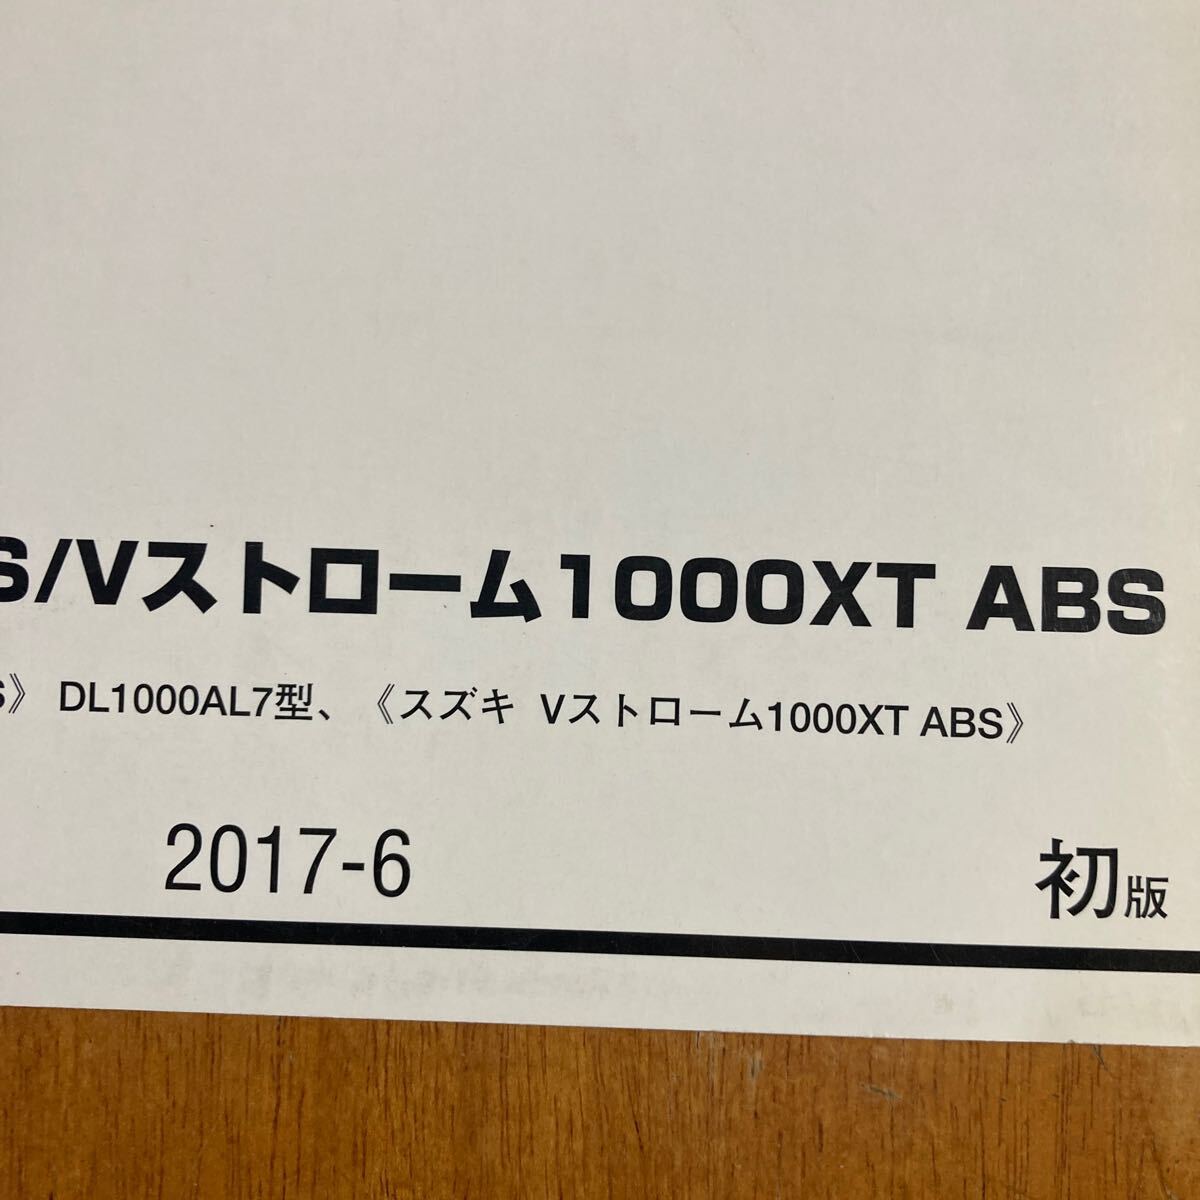 S/Vストローム1000XT ABS
S》 DL1000AL7型、《スズキ Vストローム1000XT ABS》
2017-6 初版